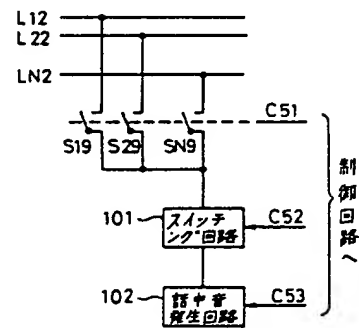 L12
L22
LN2
C51
S19 S29 SN9
101
スイッチ
ング回路
C52
制御回路へ
102
話中音
発生回路
C53